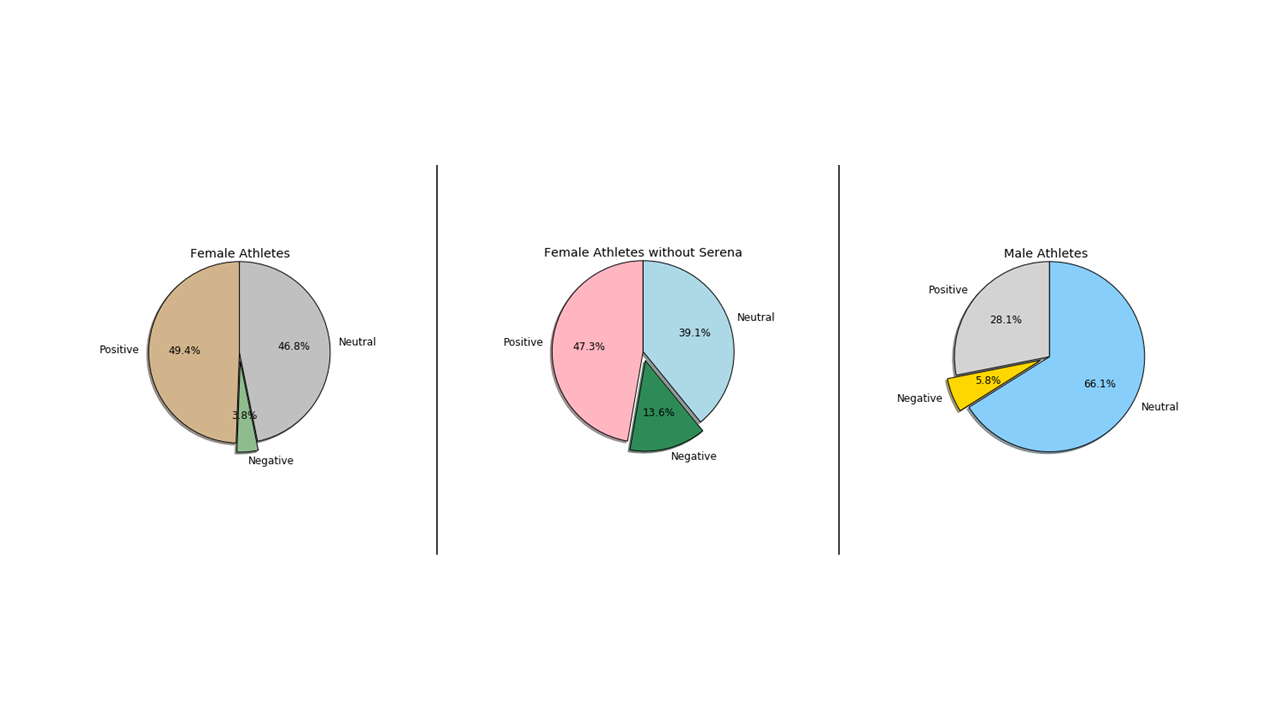 Female Athletes
Positive
49.4%
46.8%
Neutral
3.8%
Negative
Female Athletes without Serena
Positive
47.3%
39.1%
Neutral
13.6%
Negative
Male Athletes
Positive
28.1%
5.8%
Negative
66.1%
Neutral